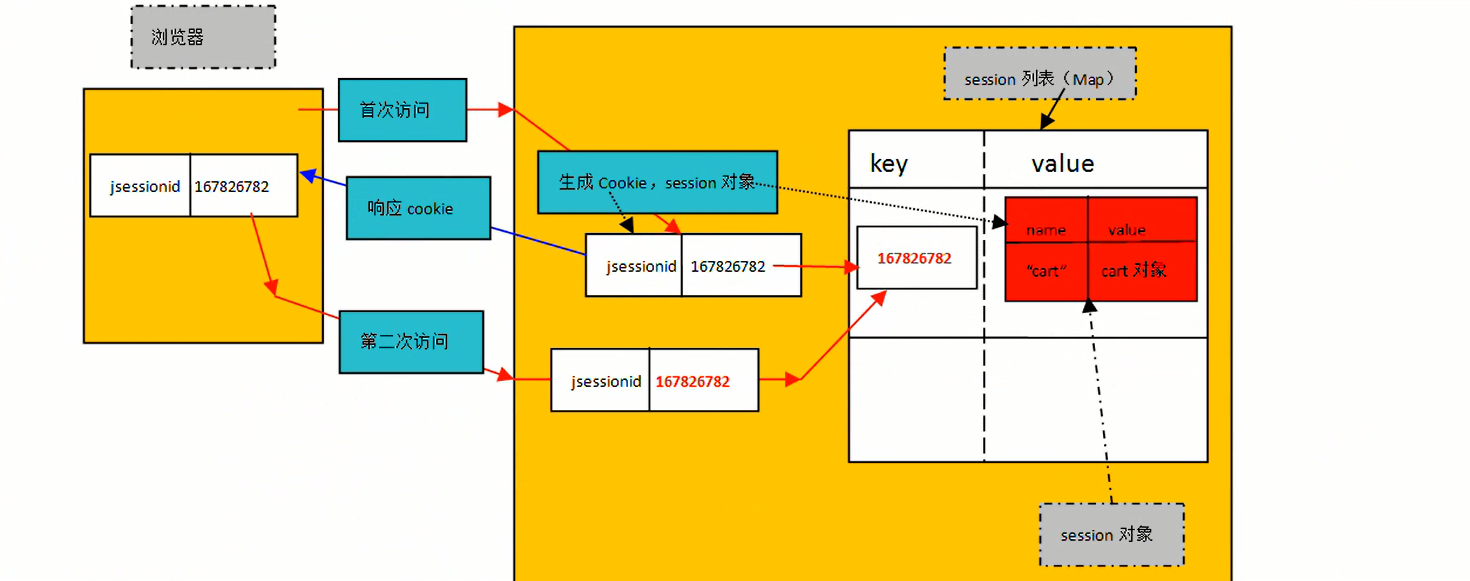 浏览器
session 列表（Map）
首次访问
key
value
jsessionid
167826782
生成 Cookie，session 对象
响应 cookie
name
value
jsessionid
167826782
167826782
“cart”
cart 对象
第二次访问
jsessionid
167826782
session 对象